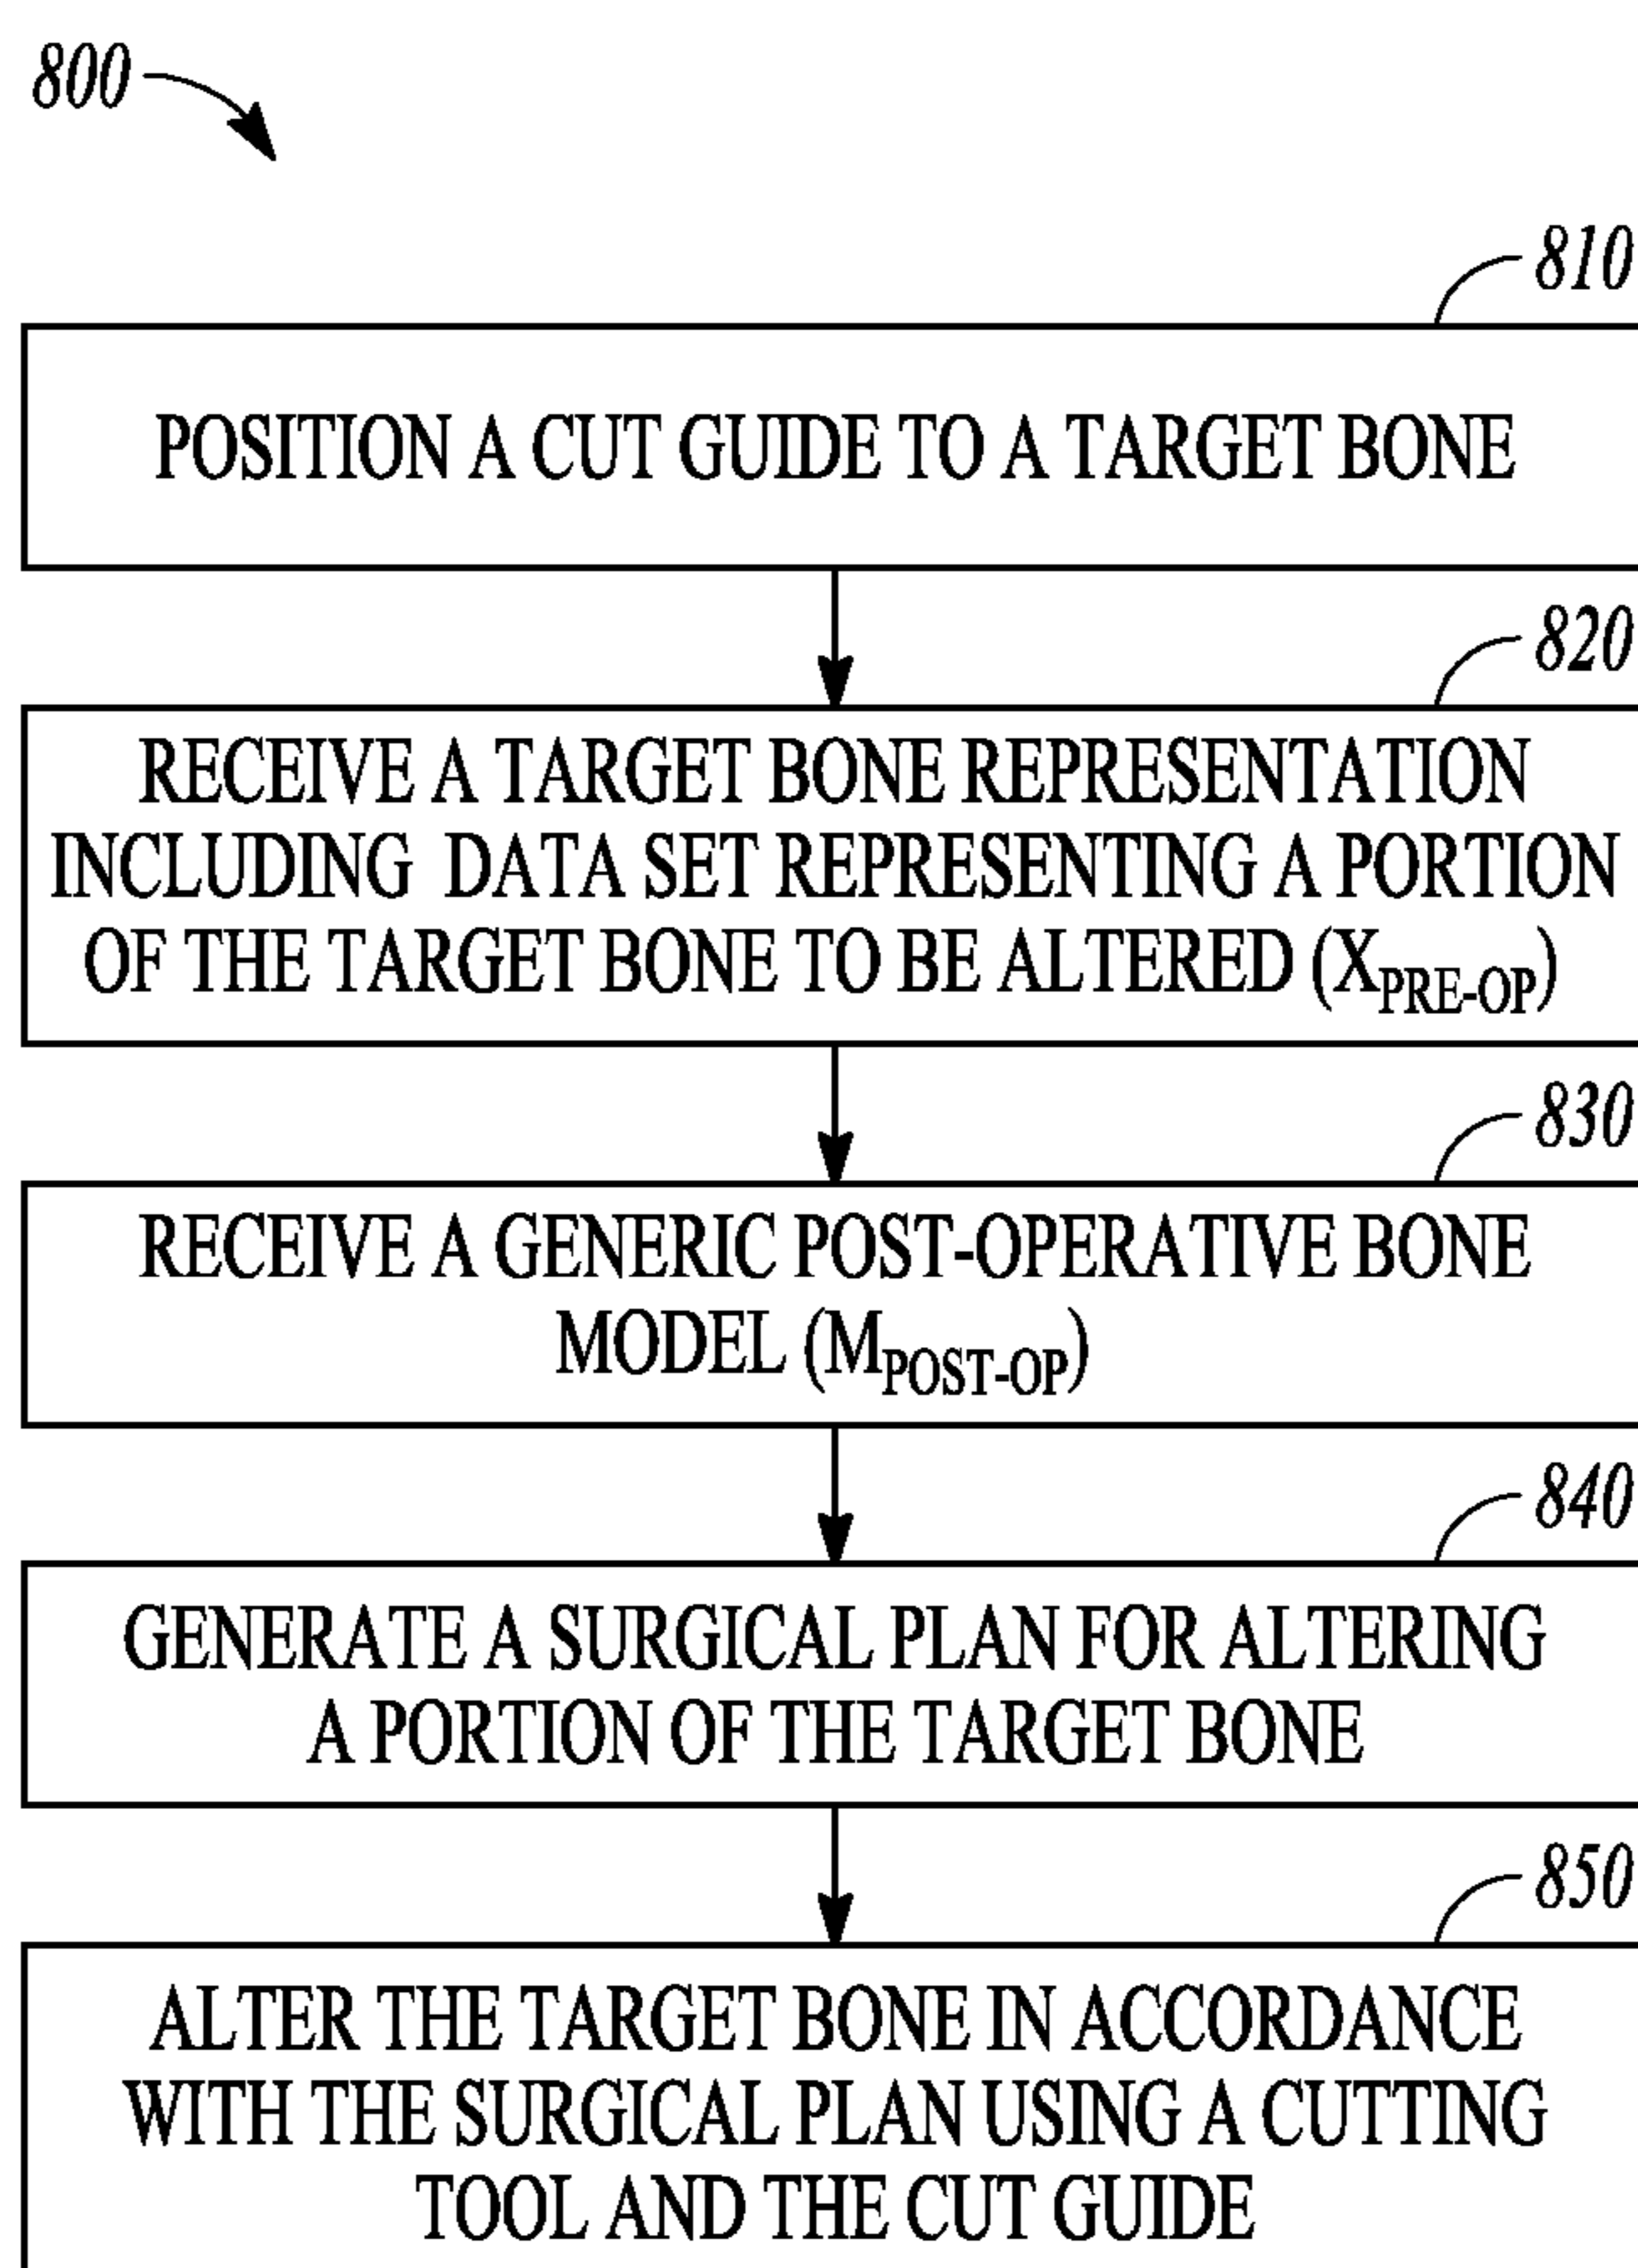 800
810
POSITION A CUT GUIDE TO A TARGET BONE
820
RECEIVE A TARGET BONE REPRESENTATION
INCLUDING DATA SET REPRESENTING A PORTION
OF THE TARGET BONE TO BE ALTERED (X_PRE-OP)
830
RECEIVE A GENERIC POST-OPERATIVE BONE
MODEL (M_POST-OP)
840
GENERATE A SURGICAL PLAN FOR ALTERING
A PORTION OF THE TARGET BONE
850
ALTER THE TARGET BONE IN ACCORDANCE
WITH THE SURGICAL PLAN USING A CUTTING
TOOL AND THE CUT GUIDE